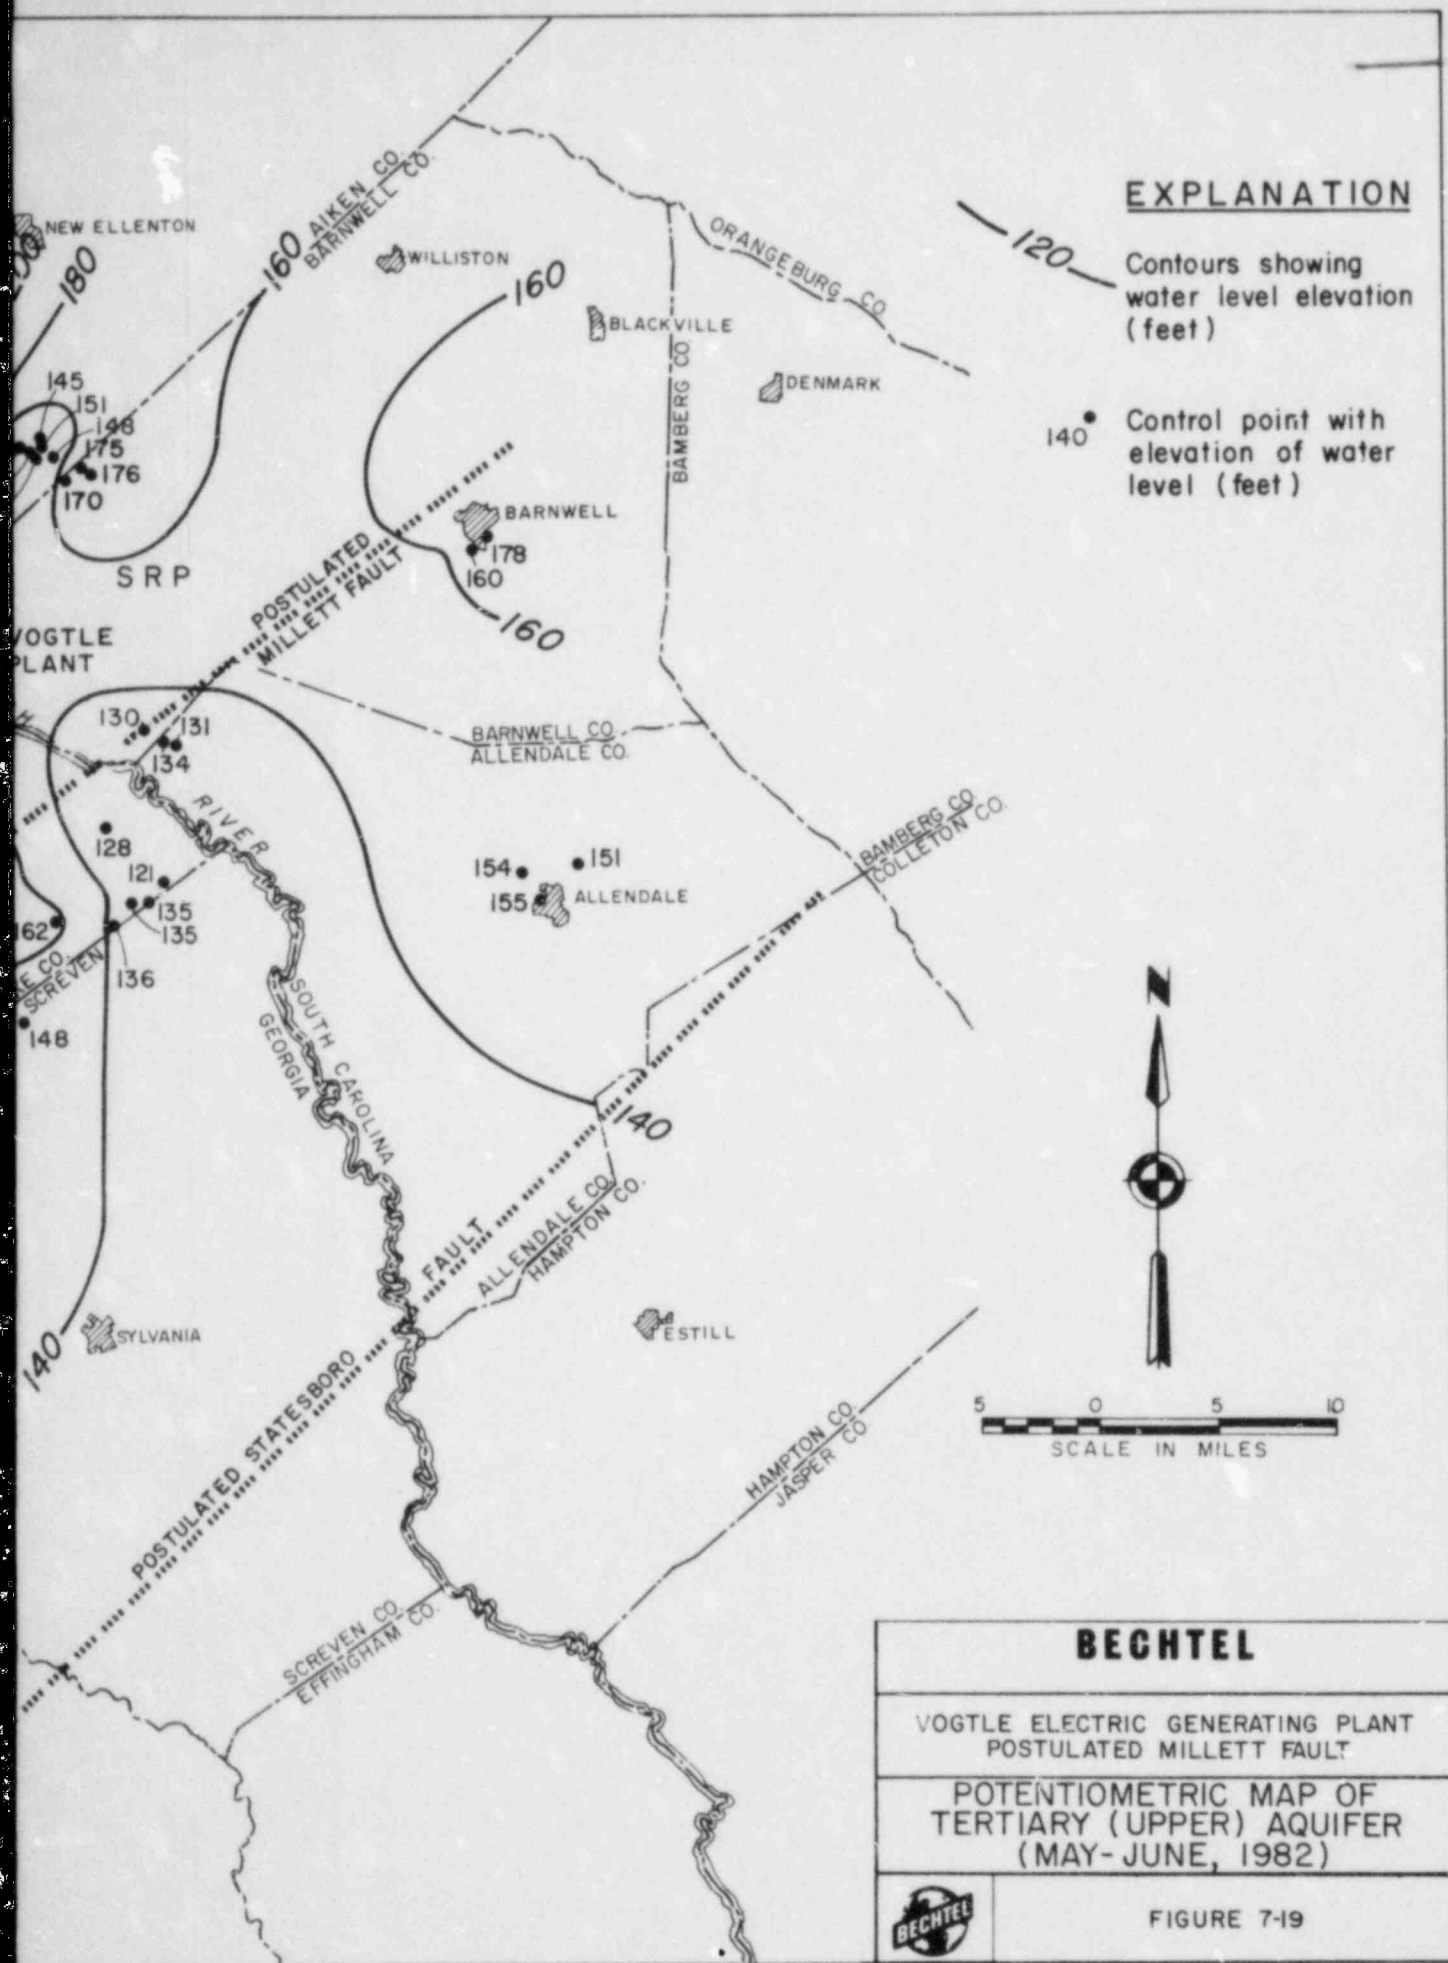 NEW ELLENTON
200
180
160
AIKEN CO.
BARNWELL CO.
WILLISTON
160
BLACKVILLE
ORANGEBURG CO
BAMBERG CO
DENMARK
EXPLANATION
120
Contours showing
water level elevation
(feet)
140
Control point with
elevation of water
level (feet)
145
151
148
175
176
170
SRP
POSTULATED
MILLETT FAULT
BARNWELL
178
160
160
VOGTLE
PLANT
H
130
131
134
BARNWELL CO.
ALLENDALE CO.
RIVER
128
121
135
135
136
162
KE CO.
SCREVEN
148
154
151
155
ALLENDALE
BAMBERG CO.
COLLETON CO.
SOUTH CAROLINA
GEORGIA
140
N
FAULT
ALLENDALE CO.
HAMPTON CO.
SYLVANIA
140
ESTILL
POSTULATED STATESBORO
HAMPTON CO.
JASPER CO.
5 0 5 10
SCALE IN MILES
SCREVEN CO.
EFFINGHAM CO.
BECHTEL
VOGTLE ELECTRIC GENERATING PLANT
POSTULATED MILLETT FAULT
POTENTIOMETRIC MAP OF
TERTIARY (UPPER) AQUIFER
(MAY-JUNE, 1982)
BECHTEL
FIGURE 7-19